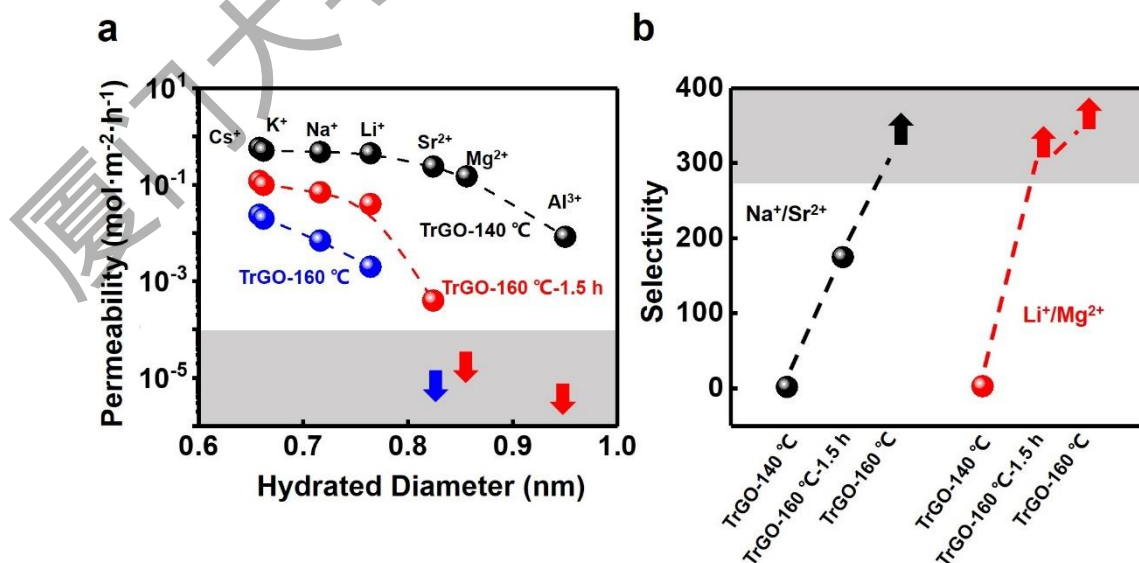 厦门大
a
Permeability (mol·m⁻²·h⁻¹)
10¹
10⁻¹
10⁻³
10⁻⁵
Cs⁺
K⁺
Na⁺
Li⁺
Sr²⁺
Mg²⁺
Al³⁺
TrGO-140 ℃
TrGO-160 ℃
TrGO-160 ℃-1.5 h
0.6
0.7
0.8
0.9
1.0
Hydrated Diameter (nm)
b
Selectivity
400
300
200
100
0
Na⁺/Sr²⁺
Li⁺/Mg²⁺
TrGO-140 ℃
TrGO-160 ℃-1.5 h
TrGO-160 ℃
TrGO-140 ℃
TrGO-160 ℃-1.5 h
TrGO-160 ℃